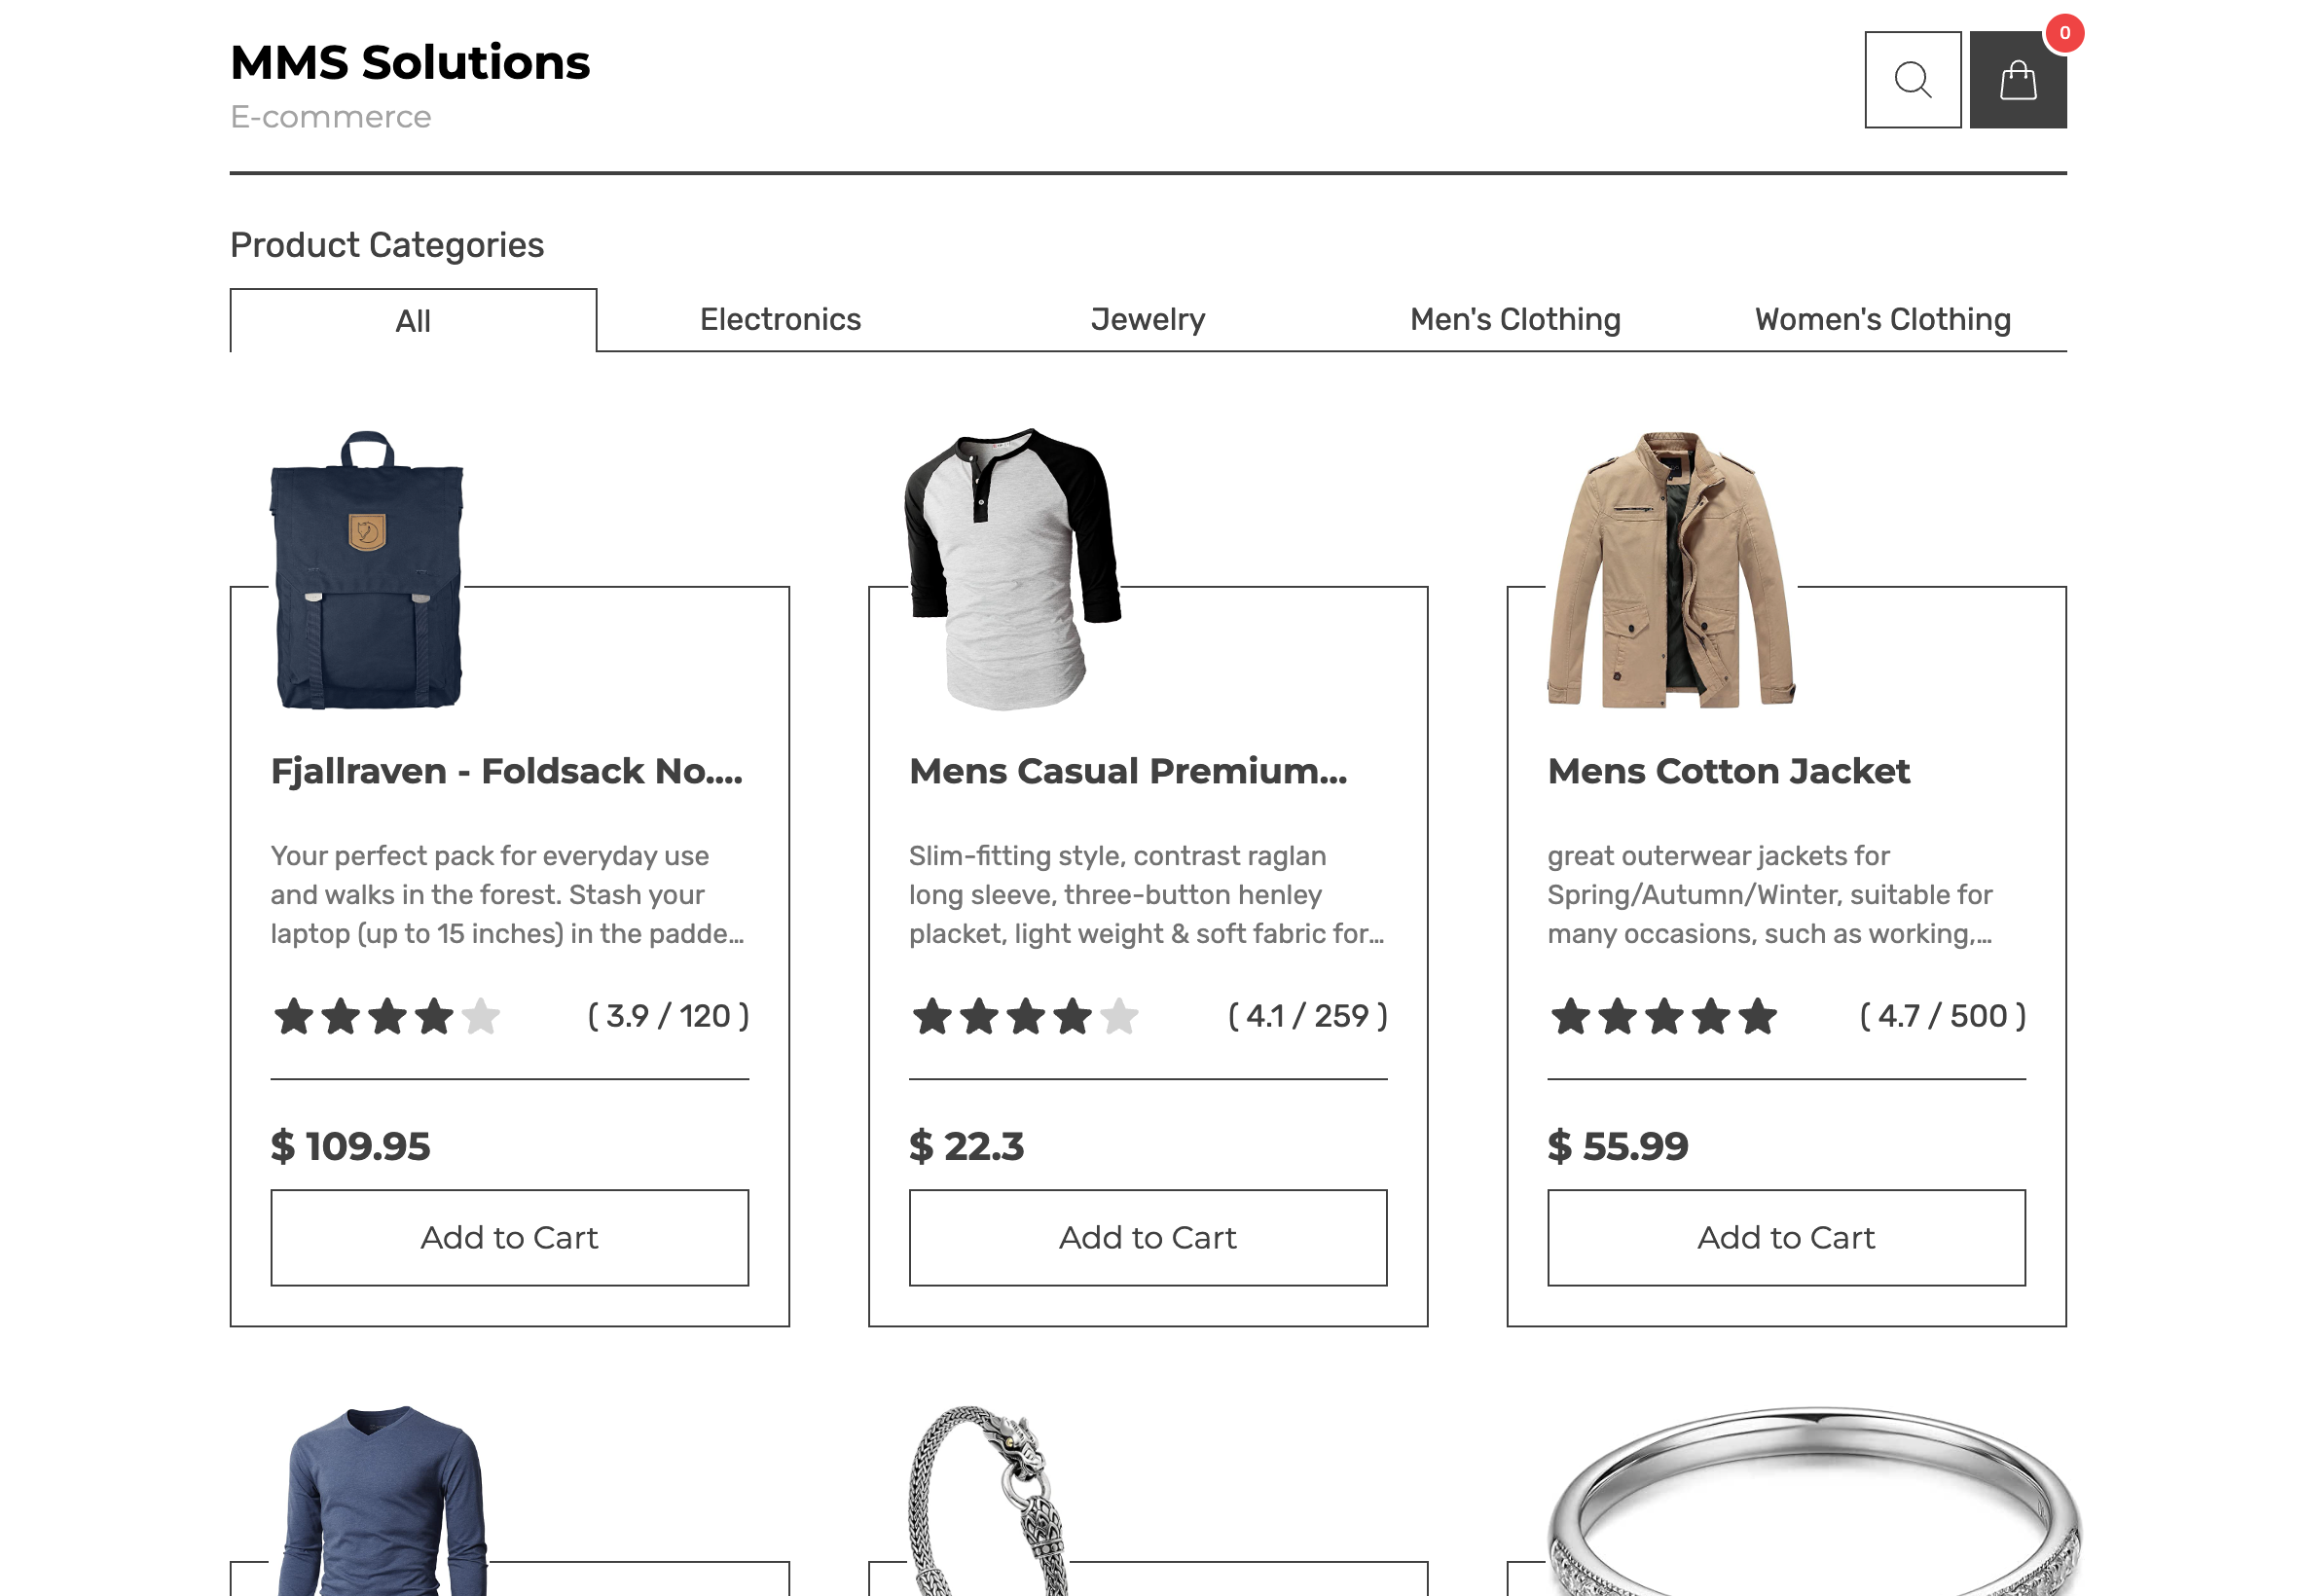 MMS Solutions
E-commerce
0
Product Categories
All
Electronics
Jewelry
Men's Clothing
Women's Clothing
Fjallraven - Foldsack No....
Your perfect pack for everyday use
and walks in the forest. Stash your
laptop (up to 15 inches) in the padde...
( 3.9 / 120 )
$ 109.95
Add to Cart
Mens Casual Premium...
Slim-fitting style, contrast raglan
long sleeve, three-button henley
placket, light weight & soft fabric for...
( 4.1 / 259 )
$ 22.3
Add to Cart
Mens Cotton Jacket
great outerwear jackets for
Spring/Autumn/Winter, suitable for
many occasions, such as working,...
( 4.7 / 500 )
$ 55.99
Add to Cart